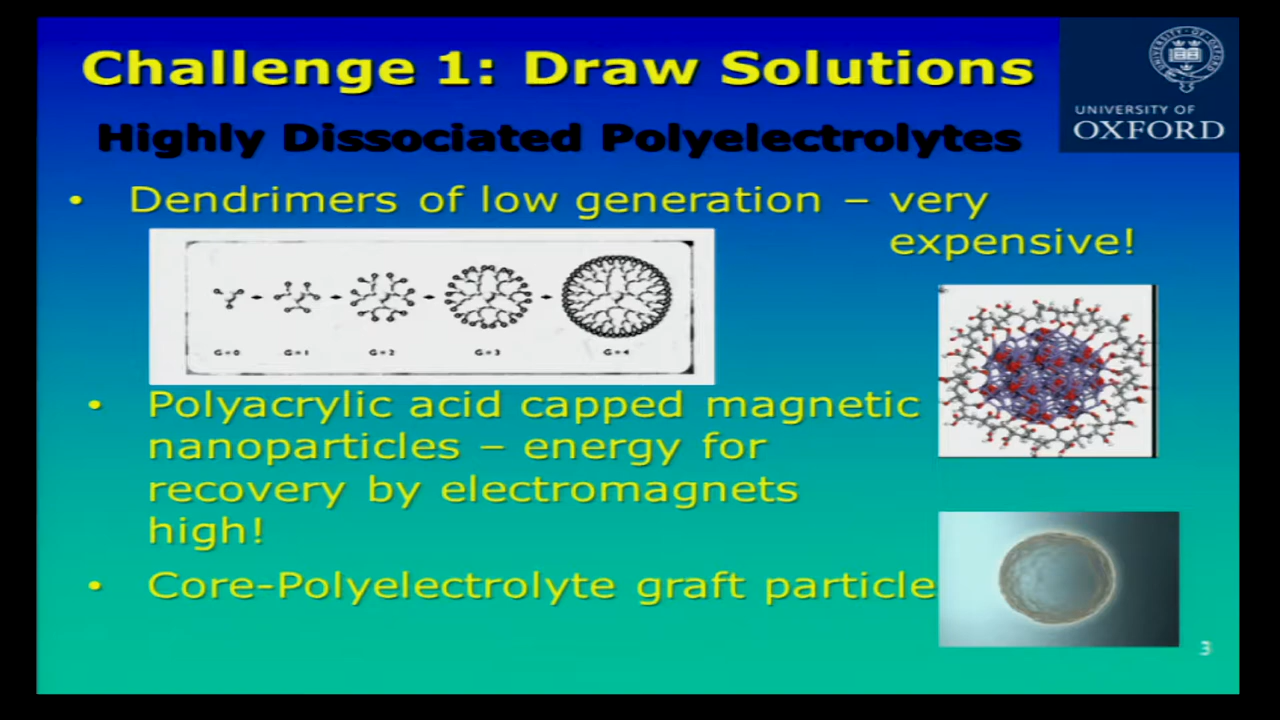 Challenge 1: Draw Solutions
UNIVERSITY OF
OXFORD
Highly Dissociated Polyelectrolytes
• Dendrimers of low generation – very
expensive!
G=0 G=1 G=2 G=3 G=4
• Polyacrylic acid capped magnetic
nanoparticles – energy for
recovery by electromagnets
high!
• Core-Polyelectrolyte graft particle
3